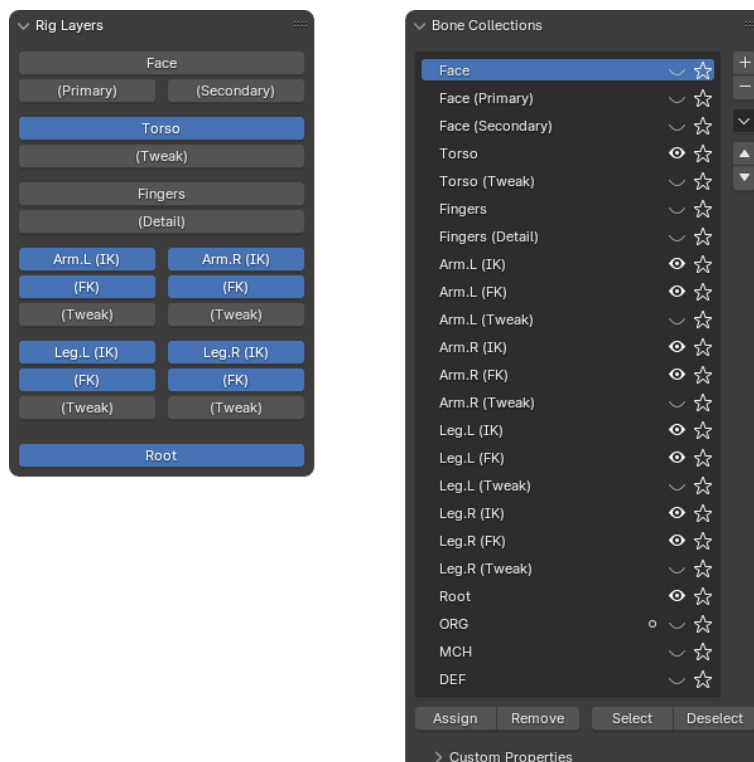 Rig Layers
Face
(Primary) (Secondary)
Torso
(Tweak)
Fingers
(Detail)
Arm.L (IK) Arm.R (IK)
(FK) (FK)
(Tweak) (Tweak)
Leg.L (IK) Leg.R (IK)
(FK) (FK)
(Tweak) (Tweak)
Root
Bone Collections
Face
Face (Primary)
Face (Secondary)
Torso
Torso (Tweak)
Fingers
Fingers (Detail)
Arm.L (IK)
Arm.L (FK)
Arm.L (Tweak)
Arm.R (IK)
Arm.R (FK)
Arm.R (Tweak)
Leg.L (IK)
Leg.L (FK)
Leg.L (Tweak)
Leg.R (IK)
Leg.R (FK)
Leg.R (Tweak)
Root
ORG
MCH
DEF
Assign Remove Select Deselect
Custom Properties